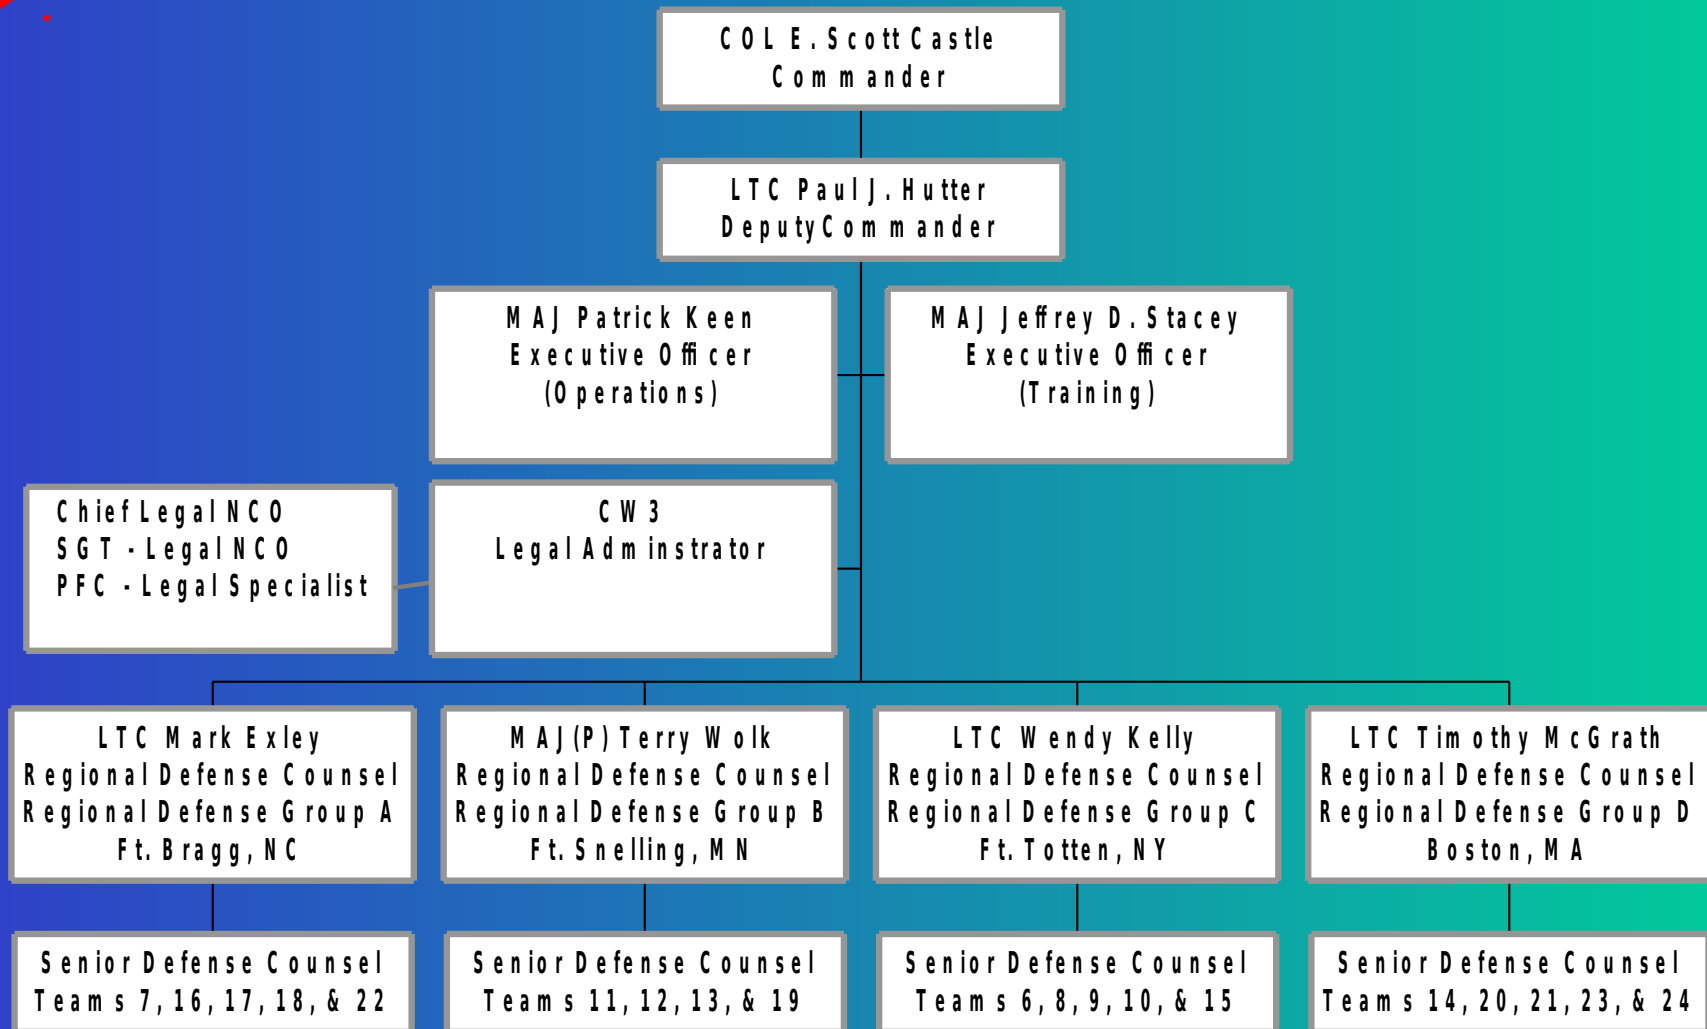 COL E. Scott Castle
Commander
LTC Paul J. Hutter
Deputy Commander
MAJ Patrick Keen
Executive Officer
(Operations)
MAJ Jeffrey D. Stacey
Executive Officer
(Training)
Chief Legal NCO
SGT - Legal NCO
PFC - Legal Specialist
CW3
Legal Adminstrator
LTC Mark Exley
Regional Defense Counsel
Regional Defense Group A
Ft. Bragg, NC
MAJ(P) Terry Wolk
Regional Defense Counsel
Regional Defense Group B
Ft. Snelling, MN
LTC Wendy Kelly
Regional Defense Counsel
Regional Defense Group C
Ft. Totten, NY
LTC Timothy McGrath
Regional Defense Counsel
Regional Defense Group D
Boston, MA
Senior Defense Counsel
Teams 7, 16, 17, 18, & 22
Senior Defense Counsel
Teams 11, 12, 13, & 19
Senior Defense Counsel
Teams 6, 8, 9, 10, & 15
Senior Defense Counsel
Teams 14, 20, 21, 23, & 24